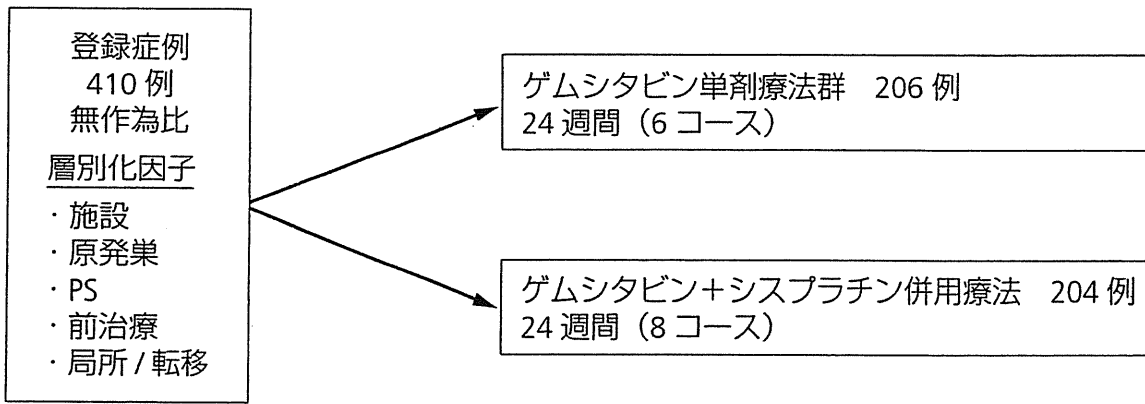 登録症例
410 例
無作為比
層別化因子
・施設
・原発巣
・PS
・前治療
・局所 / 転移
ゲムシタビン単剤療法群 206 例
24 週間（6 コース）
ゲムシタビン＋シスプラチン併用療法 204 例
24 週間（8 コース）